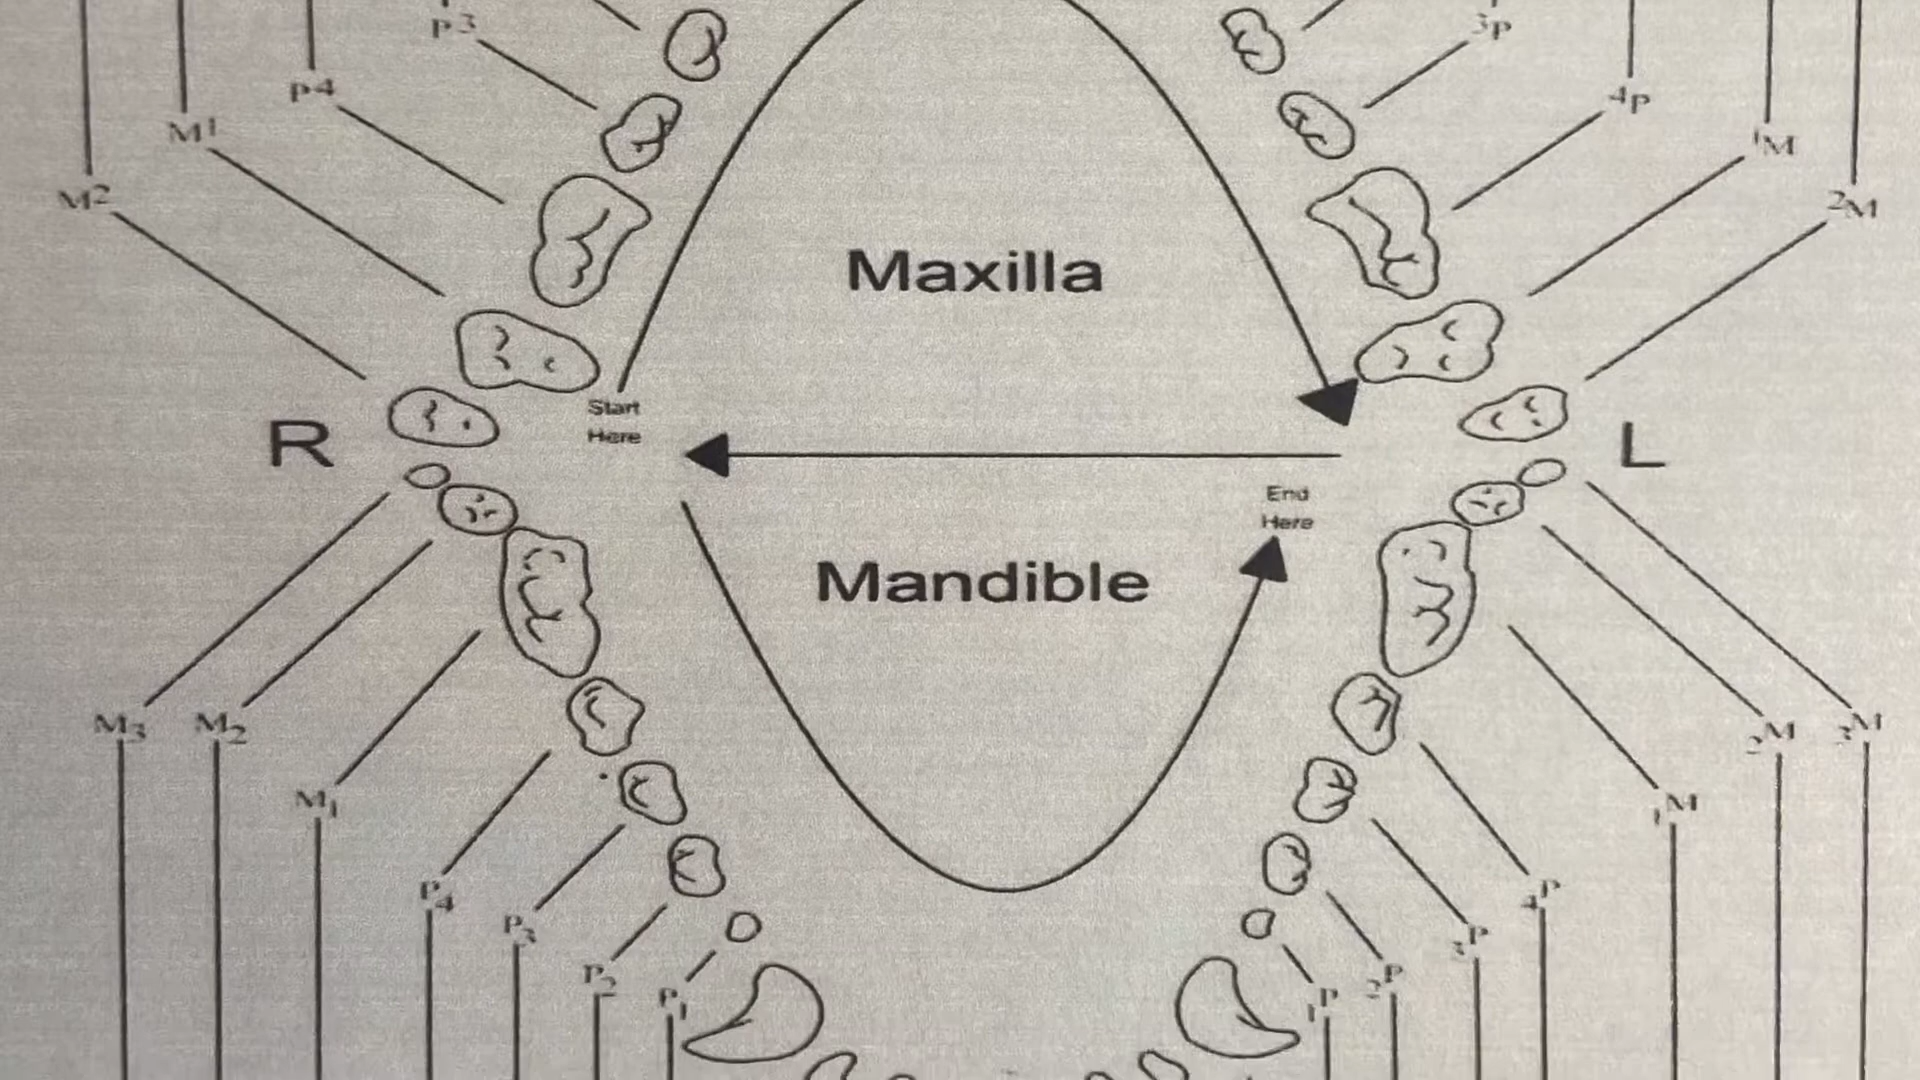 P3
3P
P4
4P
M1
1M
M2
2M
Maxilla
Start
Here
R
L
End
Here
Mandible
M3
M2
2M
3M
M1
1M
P4
4P
P3
3P
P2
2P
P1
1P